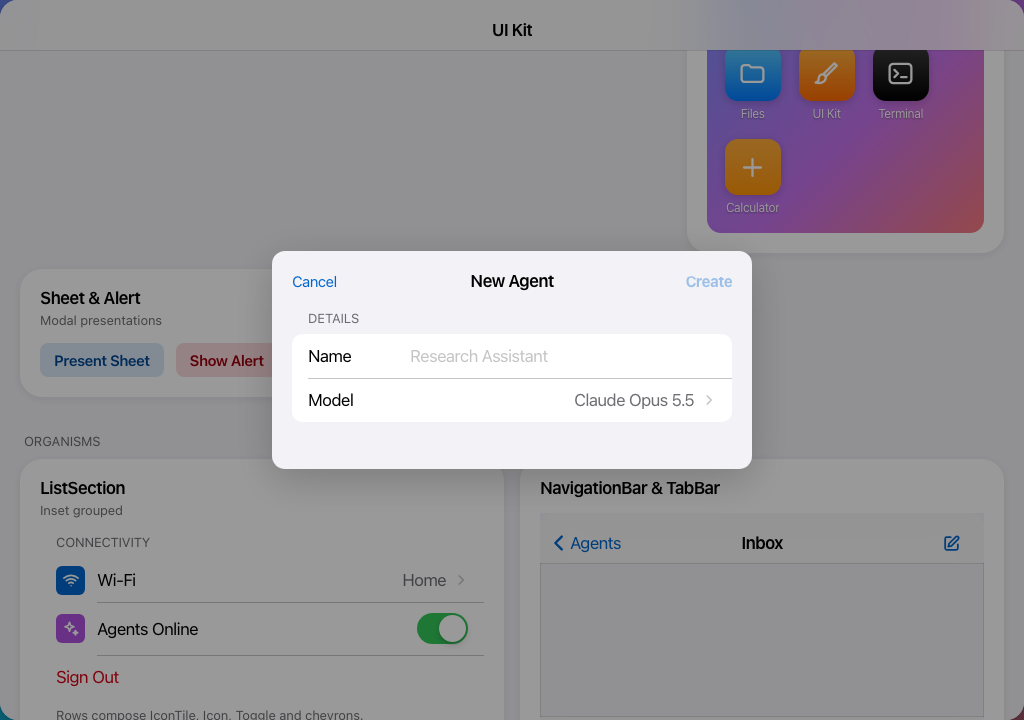 UI Kit
Files
UI Kit
Terminal
Calculator
Sheet & Alert
Modal presentations
Present Sheet
Show Alert
Cancel
New Agent
Create
DETAILS
Name
Research Assistant
Model
Claude Opus 5.5
ORGANISMS
ListSection
Inset grouped
CONNECTIVITY
Wi-Fi
Home
Agents Online
Sign Out
Rows compose IconTile, Icon, Toggle and chevrons.
NavigationBar & TabBar
Agents
Inbox